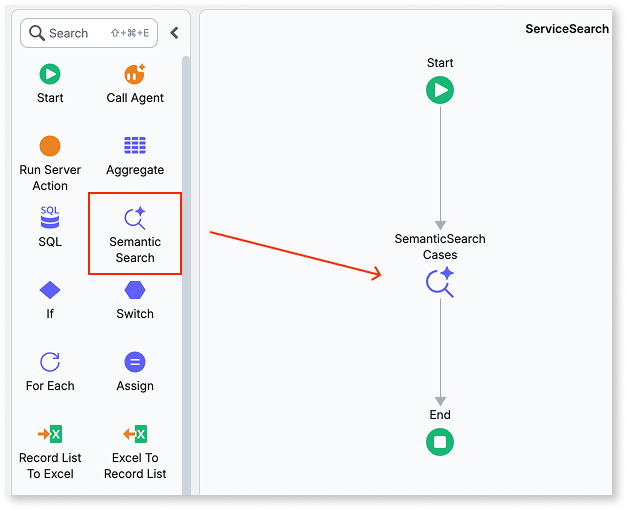 Search ⇧+⌘+E
Start
Call Agent
Run Server
Action
Aggregate
SQL
SQL
Semantic
Search
If
Switch
For Each
Assign
X
Record List
To Excel
X
Excel To
Record List
ServiceSearch
Start
SemanticSearch
Cases
End